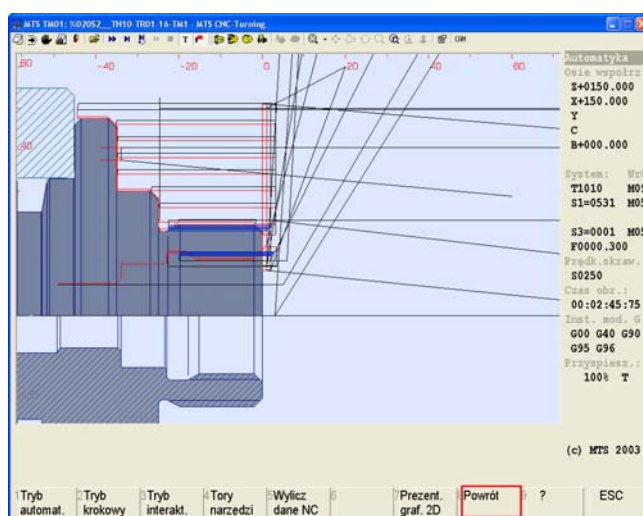 MTS TM01: %020S2__TN10-TR01-16-TM1 - MTS CNC-Turning
-60 -40 -20 0 20 40 60
Automatyka
Osie współrz:
Z+0150.000
X+150.000
Y
C
B+000.000
System:
T1010
S1=0531
S3=0001
F0000.300
Prędk.skraw.
S0250
Czas obr.:
00:02:45:75
Inst. mod. G
G00 G40 G90
G95 G96
Przyspiesz.:
100% T
(c) MTS 2003
1 Tryb automat.
2 Tryb krokowy
3 Tryb interakt.
4 Tory narzędzi
5 Wylicz dane NC
6
7 Prezent. graf. 2D
8 Powrót
9 ?
ESC